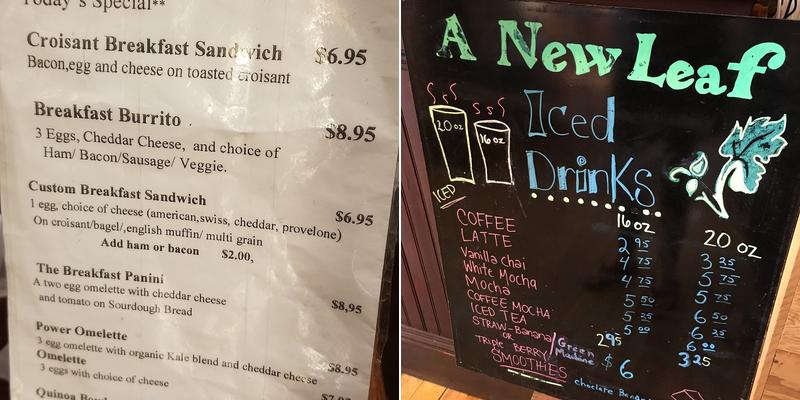 Today's Special**
Croisant Breakfast Sandwich $6.95
Bacon,egg and cheese on toasted croisant
Breakfast Burrito . $8.95
3 Eggs, Cheddar Cheese, and choice of
Ham/ Bacon/Sausage/ Veggie.
Custom Breakfast Sandwich $6.95
1 egg, choice of cheese (american,swiss, cheddar, provelone)
On croisant/bagel/,english muffin/ multi grain
Add ham or bacon $2.00,
The Breakfast Panini $8,95
A two egg omelette with cheddar cheese
and tomato on Sourdough Bread
Power Omelette $8.95
3 egg omelette with organic Kale blend and cheddar cheese
Omelette
3 eggs with choice of cheese
Quinoa
A New Leaf
20 oz 16 oz
Iced
Drinks
ICED
16 oz 20 oz
COFFEE 2 95 3 25
LATTE 4 75 5 75
Vanilla chai 4 75 5 75
White Mocha 5 50 6 50
Mocha 5 25 6 25
COFFEE MOCHA 5 00 6 00
ICED TEA 2 95 3 25
STRAW-Banana
OR
TRIPLE BERRY / Green Machine $ 6
SMOOTHIES